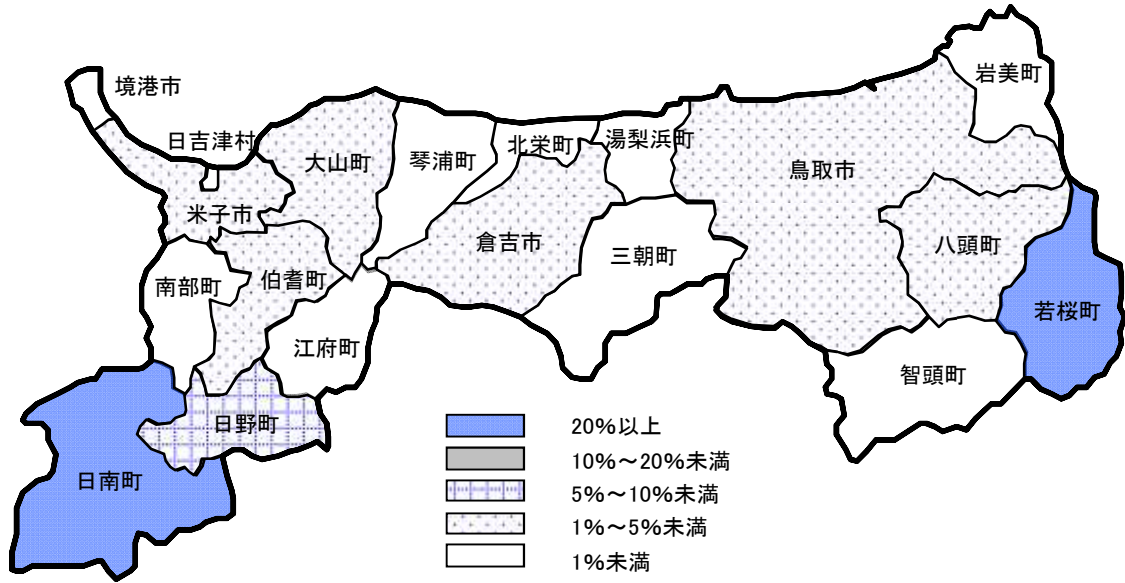 境港市
岩美町
日吉津村
大山町
琴浦町
北栄町
湯梨浜町
鳥取市
米子市
倉吉市
三朝町
八頭町
南部町
伯耆町
若桜町
江府町
智頭町
日野町
日南町
20%以上
10%～20%未満
5%～10%未満
1%～5%未満
1%未満